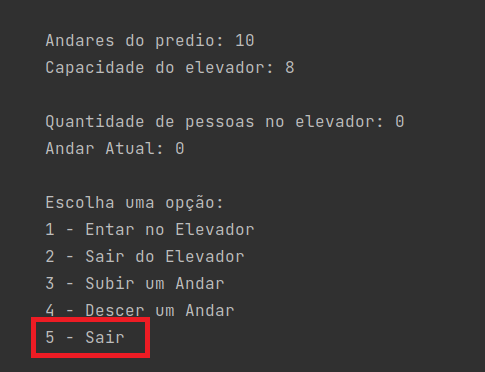 Andares do predio: 10
Capacidade do elevador: 8
Quantidade de pessoas no elevador: 0
Andar Atual: 0
Escolha uma opção:
1 - Entar no Elevador
2 - Sair do Elevador
3 - Subir um Andar
4 - Descer um Andar
5 - Sair